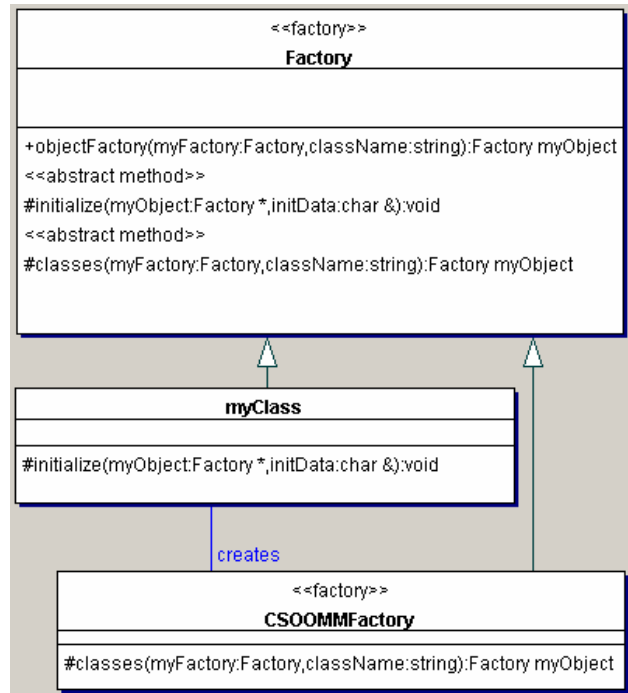 <<factory>>
Factory
+objectFactory(myFactory:Factory,className:string):Factory myObject
<<abstract method>>
#initialize(myObject:Factory *,initData:char &):void
<<abstract method>>
#classes(myFactory:Factory,className:string):Factory myObject
myClass
#initialize(myObject:Factory *,initData:char &):void
creates
<<factory>>
CSOOMMFactory
#classes(myFactory:Factory,className:string):Factory myObject